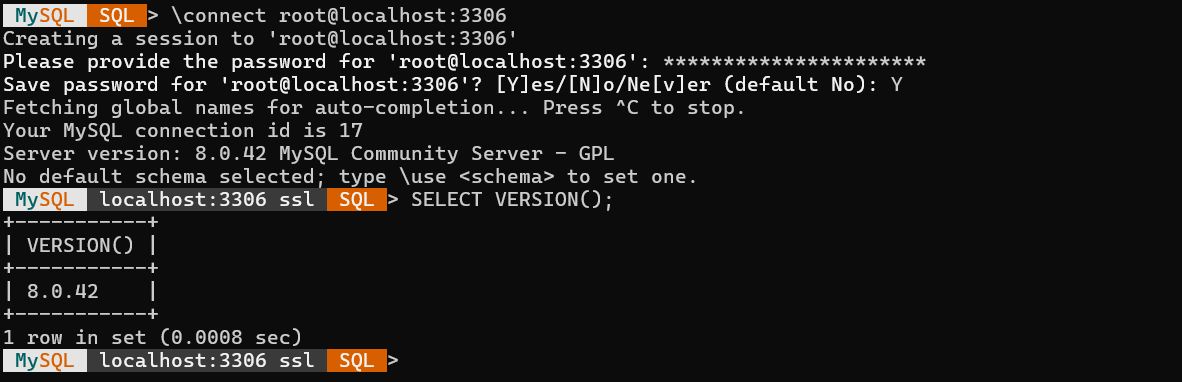 MySQL SQL > \connect root@localhost:3306
Creating a session to 'root@localhost:3306'
Please provide the password for 'root@localhost:3306': **********************
Save password for 'root@localhost:3306'? [Y]es/[N]o/Ne[v]er (default No): Y
Fetching global names for auto-completion... Press ^C to stop.
Your MySQL connection id is 17
Server version: 8.0.42 MySQL Community Server - GPL
No default schema selected; type \use <schema> to set one.
MySQL localhost:3306 ssl SQL > SELECT VERSION();
+-----------+
| VERSION() |
+-----------+
| 8.0.42    |
+-----------+
1 row in set (0.0008 sec)
MySQL localhost:3306 ssl SQL >